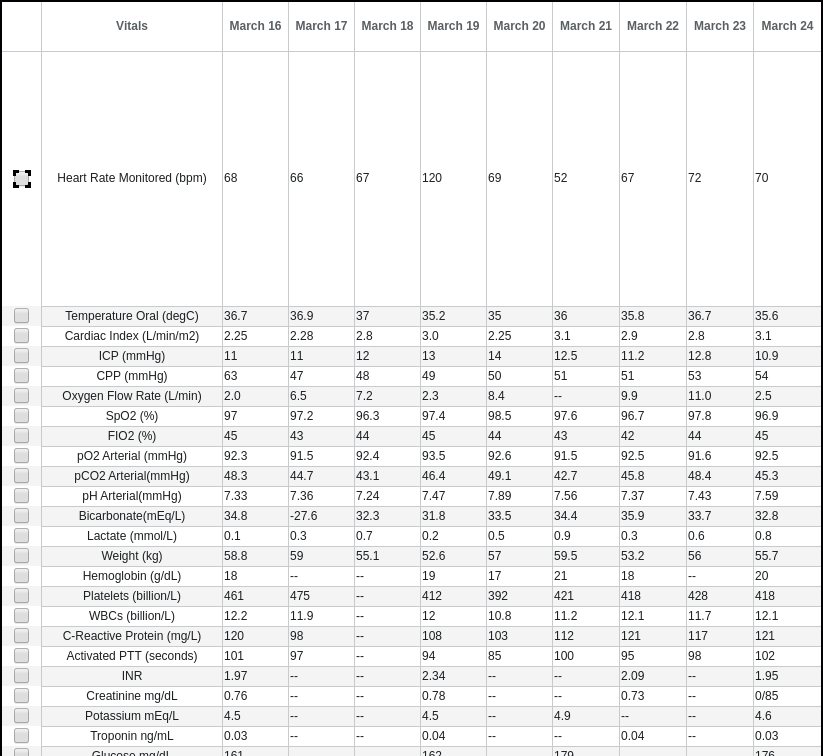 Vitals March 16 March 17 March 18 March 19 March 20 March 21 March 22 March 23 March 24
Heart Rate Monitored (bpm) 68 66 67 120 69 52 67 72 70
Temperature Oral (degC) 36.7 36.9 37 35.2 35 36 35.8 36.7 35.6
Cardiac Index (L/min/m2) 2.25 2.28 2.8 3.0 2.25 3.1 2.9 2.8 3.1
ICP (mmHg) 11 11 12 13 14 12.5 11.2 12.8 10.9
CPP (mmHg) 63 47 48 49 50 51 51 53 54
Oxygen Flow Rate (L/min) 2.0 6.5 7.2 2.3 8.4 -- 9.9 11.0 2.5
SpO2 (%) 97 97.2 96.3 97.4 98.5 97.6 96.7 97.8 96.9
FIO2 (%) 45 43 44 45 44 43 42 44 45
pO2 Arterial (mmHg) 92.3 91.5 92.4 93.5 92.6 91.5 92.5 91.6 92.5
pCO2 Arterial(mmHg) 48.3 44.7 43.1 46.4 49.1 42.7 45.8 48.4 45.3
pH Arterial(mmHg) 7.33 7.36 7.24 7.47 7.89 7.56 7.37 7.43 7.59
Bicarbonate(mEq/L) 34.8 -27.6 32.3 31.8 33.5 34.4 35.9 33.7 32.8
Lactate (mmol/L) 0.1 0.3 0.7 0.2 0.5 0.9 0.3 0.6 0.8
Weight (kg) 58.8 59 55.1 52.6 57 59.5 53.2 56 55.7
Hemoglobin (g/dL) 18 -- -- 19 17 21 18 -- 20
Platelets (billion/L) 461 475 -- 412 392 421 418 428 418
WBCs (billion/L) 12.2 11.9 -- 12 10.8 11.2 12.1 11.7 12.1
C-Reactive Protein (mg/L) 120 98 -- 108 103 112 121 117 121
Activated PTT (seconds) 101 97 -- 94 85 100 95 98 102
INR 1.97 -- -- 2.34 -- -- 2.09 -- 1.95
Creatinine mg/dL 0.76 -- -- 0.78 -- -- 0.73 -- 0/85
Potassium mEq/L 4.5 -- -- 4.5 -- 4.9 -- -- 4.6
Troponin ng/mL 0.03 -- -- 0.04 -- -- 0.04 -- 0.03
Glucose mg/dL 161 162 179 176